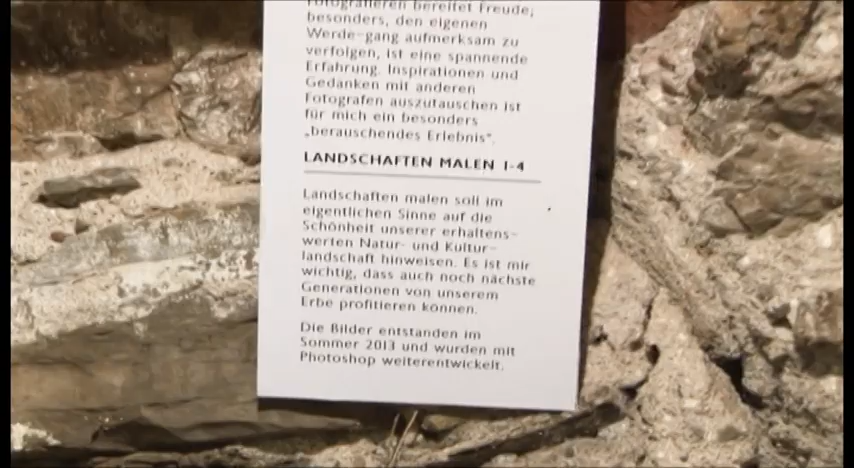 Fotografieren bereitet Freude;
besonders, den eigenen
Werde-gang aufmerksam zu
verfolgen, ist eine spannende
Erfahrung. Inspirationen und
Gedanken mit anderen
Fotografen auszutauschen ist
für mich ein besonders
„berauschendes Erlebnis".
LANDSCHAFTEN MALEN 1-4
Landschaften malen soll im
eigentlichen Sinne auf die
Schönheit unserer erhaltens-
werten Natur- und Kultur-
landschaft hinweisen. Es ist mir
wichtig, dass auch noch nächste
Generationen von unserem
Erbe profitieren können.
Die Bilder entstanden im
Sommer 2013 und wurden mit
Photoshop weiterentwickelt.